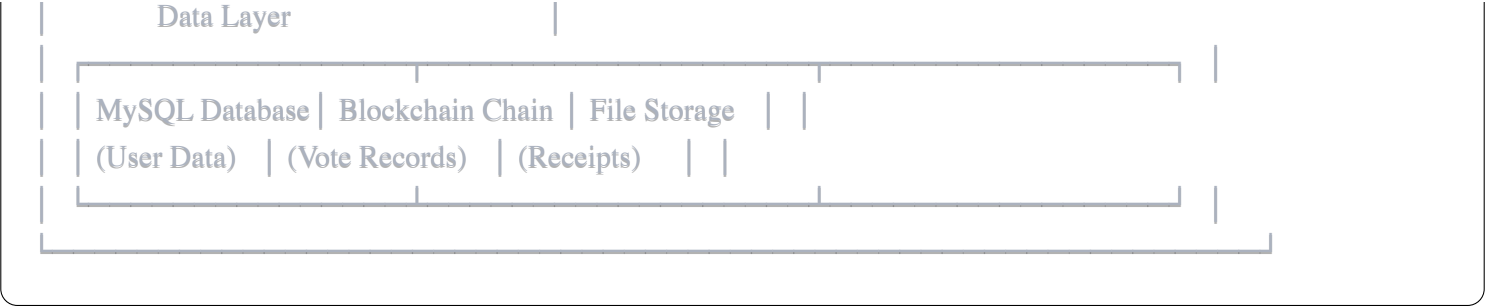 │ Data Layer │
│ ┌─────────┬───────────┬──────────┐ │
│ │ MySQL Database│ Blockchain Chain │ File Storage │ │
│ │ (User Data) │ (Vote Records) │ (Receipts) │ │
│ └─────────┴───────────┴──────────┘ │
└──────────────────────────────────┘